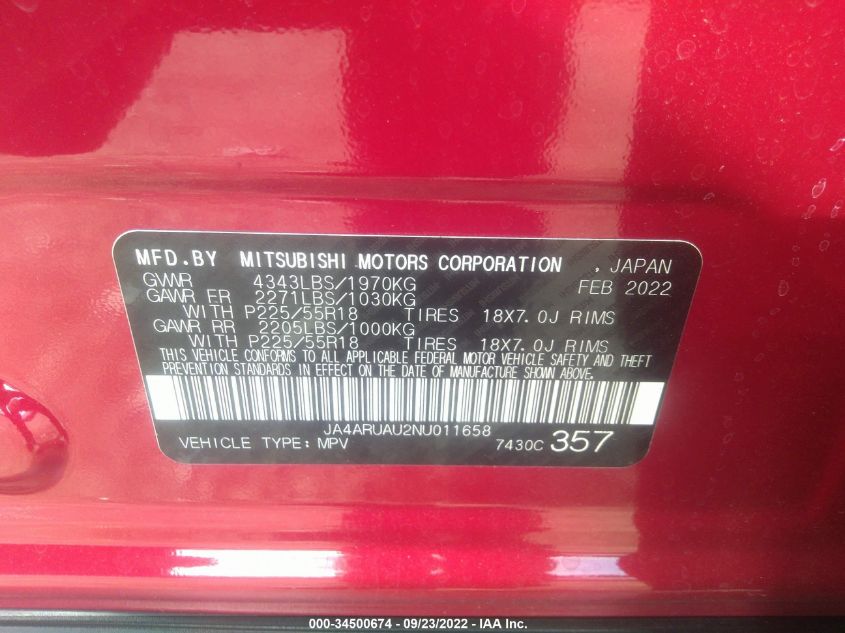 MFD.BY MITSUBISHI MOTORS CORPORATION , JAPAN
GVWR 4343LBS/1970KG FEB 2022
GAWR FR 2271LBS/1030KG
WITH P225/55R18 TIRES 18X7.0J RIMS
GAWR RR 2205LBS/1000KG
WITH P225/55R18 TIRES 18X7.0J RIMS
THIS VEHICLE CONFORMS TO ALL APPLICABLE FEDERAL MOTOR VEHICLE SAFETY AND THEFT
PREVENTION STANDARDS IN EFFECT ON THE DATE OF MANUFACTURE SHOWN ABOVE.
JA4ARUAU2NU011658
VEHICLE TYPE: MPV 7430C 357
000-34500674 - 09/23/2022 - IAA Inc.